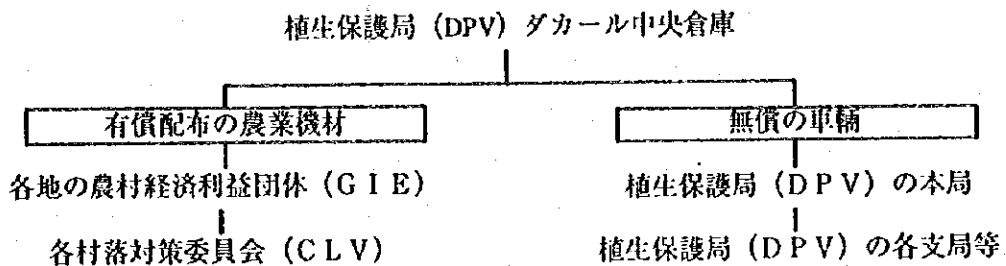 植生保護局(DPV)ダカール中央倉庫
有償配布の農業機材
無償の車輛
各地の農村経済利益団体(GIE)
植生保護局(DPV)の本局
各村落対策委員会(CLV)
植生保護局(DPV)の各支局等